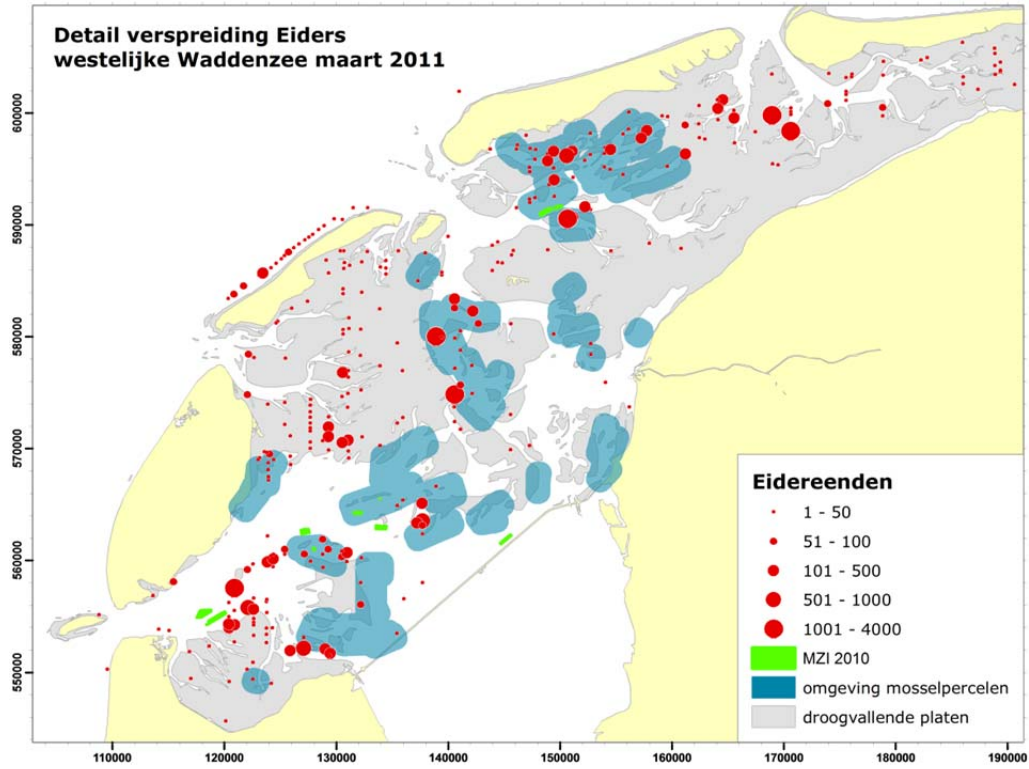 Detail verspreiding Eiders
westelijke Waddenzee maart 2011
600000
590000
580000
570000
560000
550000
Eidereenden
1 - 50
51 - 100
101 - 500
501 - 1000
1001 - 4000
MZI 2010
omgeving mosselpercelen
droogvallende platen
110000 120000 130000 140000 150000 160000 170000 180000 190000